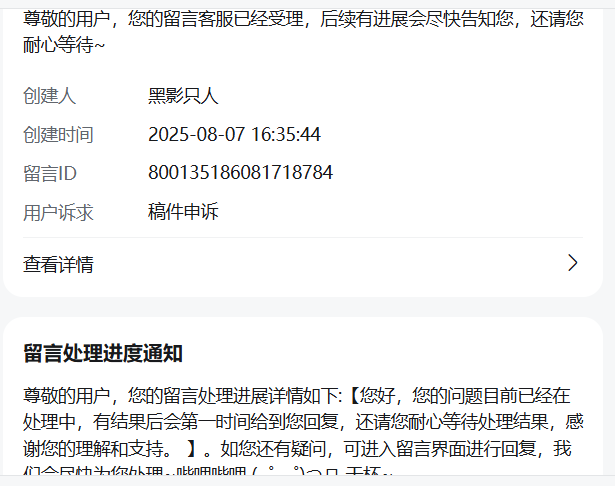 尊敬的用户，您的留言客服已经受理，后续有进展会尽快告知您，还请您
耐心等待~
创建人 黑影只人
创建时间 2025-08-07 16:35:44
留言ID 800135186081718784
用户诉求 稿件申诉
查看详情
留言处理进度通知
尊敬的用户，您的留言处理进展详情如下:【您好，您的问题目前已经在
处理中，有结果后会第一时间给到您回复，还请您耐心等待处理结果，感
谢您的理解和支持。 】。如您还有疑问，可进入留言界面进行回复，我
们会尽快为您处理~哔哩哔哩 (゜-゜)つロ 干杯~